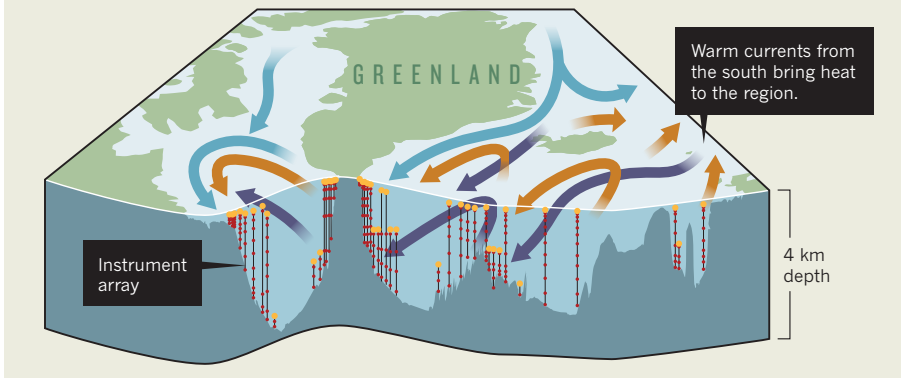 GREENLAND
Warm currents from
the south bring heat
to the region.
Instrument
array
4 km
depth